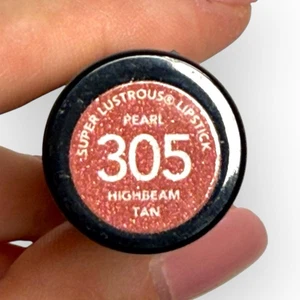 SUPER LUSTROUS® LIPSTICK
PEARL
305
HIGHBEAM
TAN